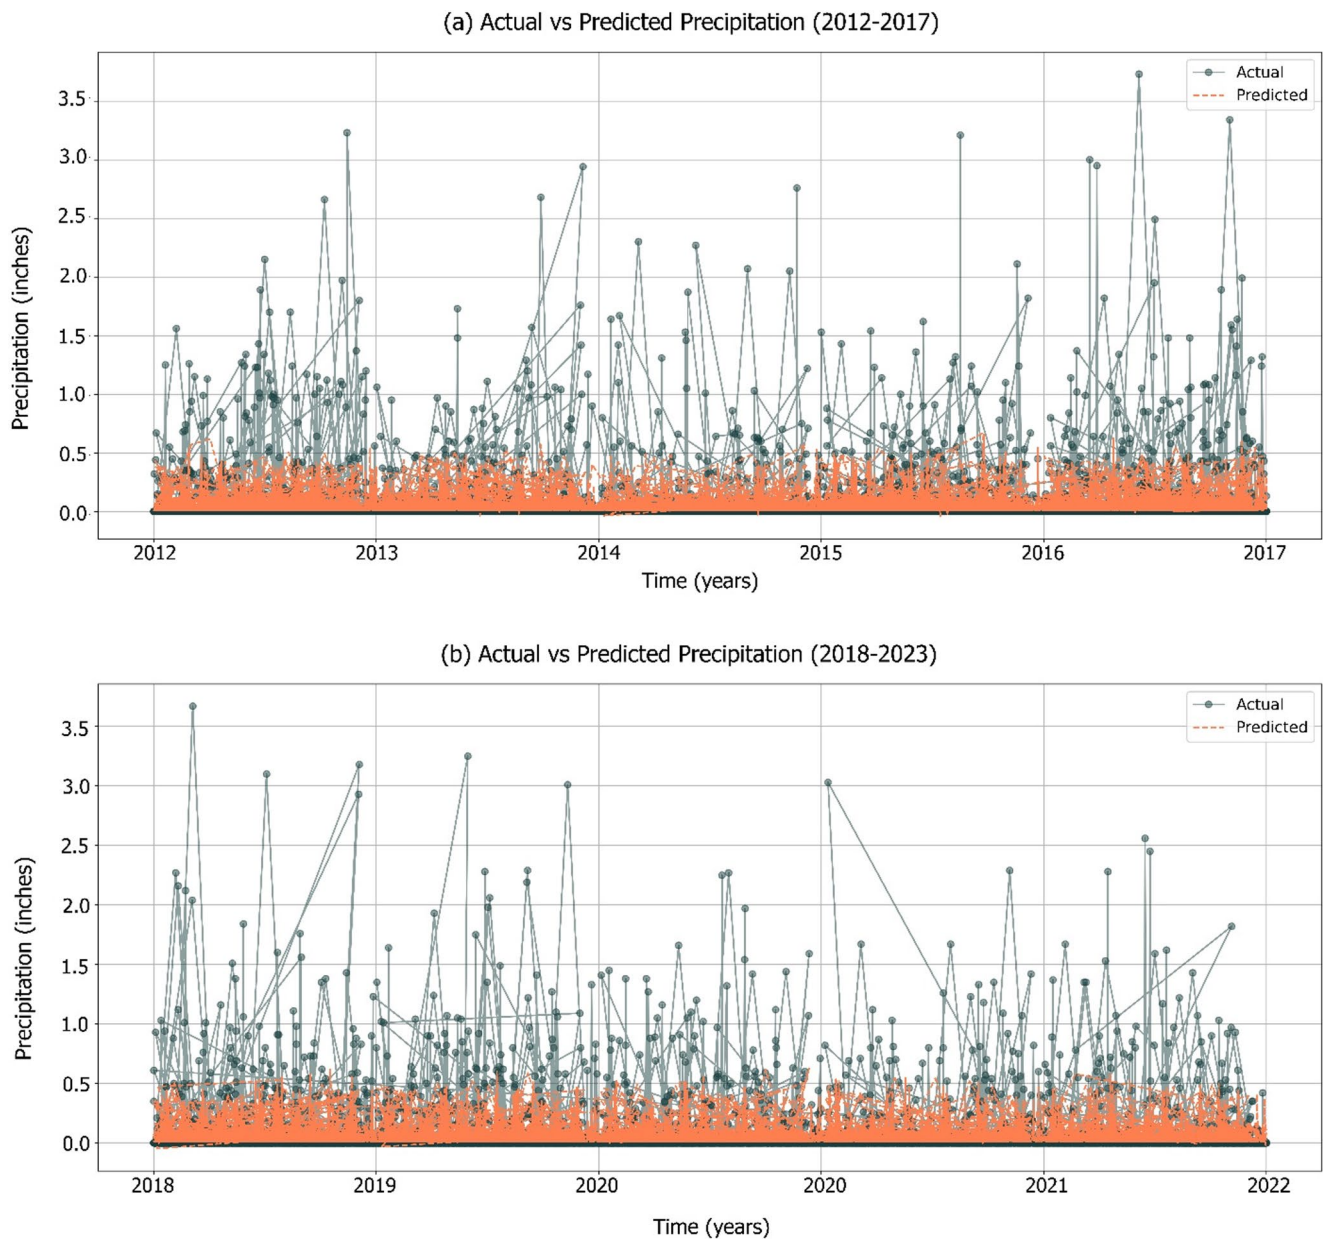 (a) Actual vs Predicted Precipitation (2012-2017)
Actual
Predicted
3.5
3.0
2.5
2.0
1.5
1.0
0.5
0.0
Precipitation (inches)
2012 2013 2014 2015 2016 2017
Time (years)
(b) Actual vs Predicted Precipitation (2018-2023)
Actual
Predicted
3.5
3.0
2.5
2.0
1.5
1.0
0.5
0.0
Precipitation (inches)
2018 2019 2020 2020 2021 2022
Time (years)